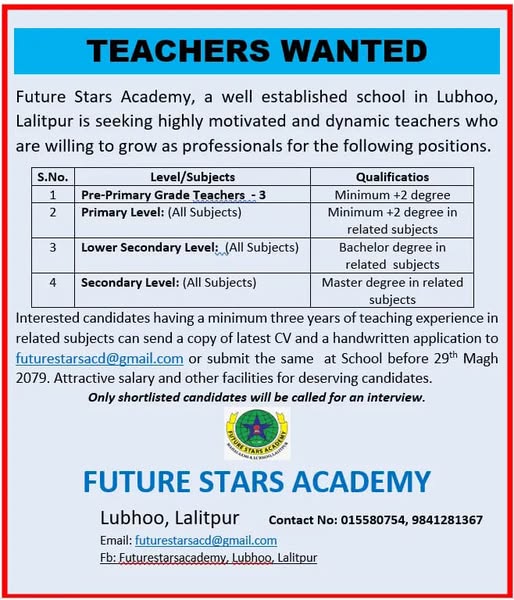 TEACHERS WANTED
Future Stars Academy, a well established school in Lubhoo,
Lalitpur is seeking highly motivated and dynamic teachers who
are willing to grow as professionals for the following positions.
S.No. Level/Subjects Qualificatios
1 Pre-Primary Grade Teachers - 3 Minimum +2 degree
2 Primary Level: (All Subjects) Minimum +2 degree in
related subjects
3 Lower Secondary Level: (All Subjects) Bachelor degree in
related subjects
4 Secondary Level: (All Subjects) Master degree in related
subjects
Interested candidates having a minimum three years of teaching experience in
related subjects can send a copy of latest CV and a handwritten application to
futurestarsacd@gmail.com or submit the same at School before 29th Magh
2079. Attractive salary and other facilities for deserving candidates.
Only shortlisted candidates will be called for an interview.
FUTURE STARS ACADEMY
FUTURE STARS ACADEMY
Lubhoo, Lalitpur Contact No: 015580754, 9841281367
Email: futurestarsacd@gmail.com
Fb: Futurestarsacademy, Lubhoo, Lalitpur